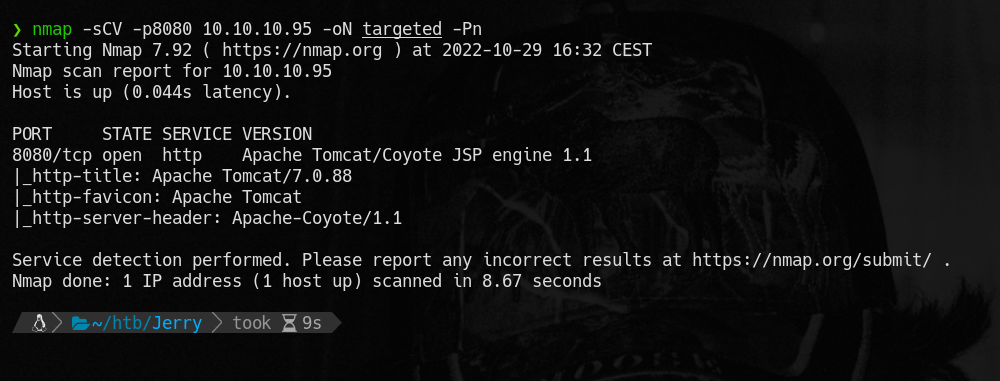 ❯ nmap -sCV -p8080 10.10.10.95 -oN targeted -Pn
Starting Nmap 7.92 ( https://nmap.org ) at 2022-10-29 16:32 CEST
Nmap scan report for 10.10.10.95
Host is up (0.044s latency).
PORT     STATE SERVICE VERSION
8080/tcp open  http    Apache Tomcat/Coyote JSP engine 1.1
|_http-title: Apache Tomcat/7.0.88
|_http-favicon: Apache Tomcat
|_http-server-header: Apache-Coyote/1.1
Service detection performed. Please report any incorrect results at https://nmap.org/submit/ .
Nmap done: 1 IP address (1 host up) scanned in 8.67 seconds
~/htb/Jerry took 9s